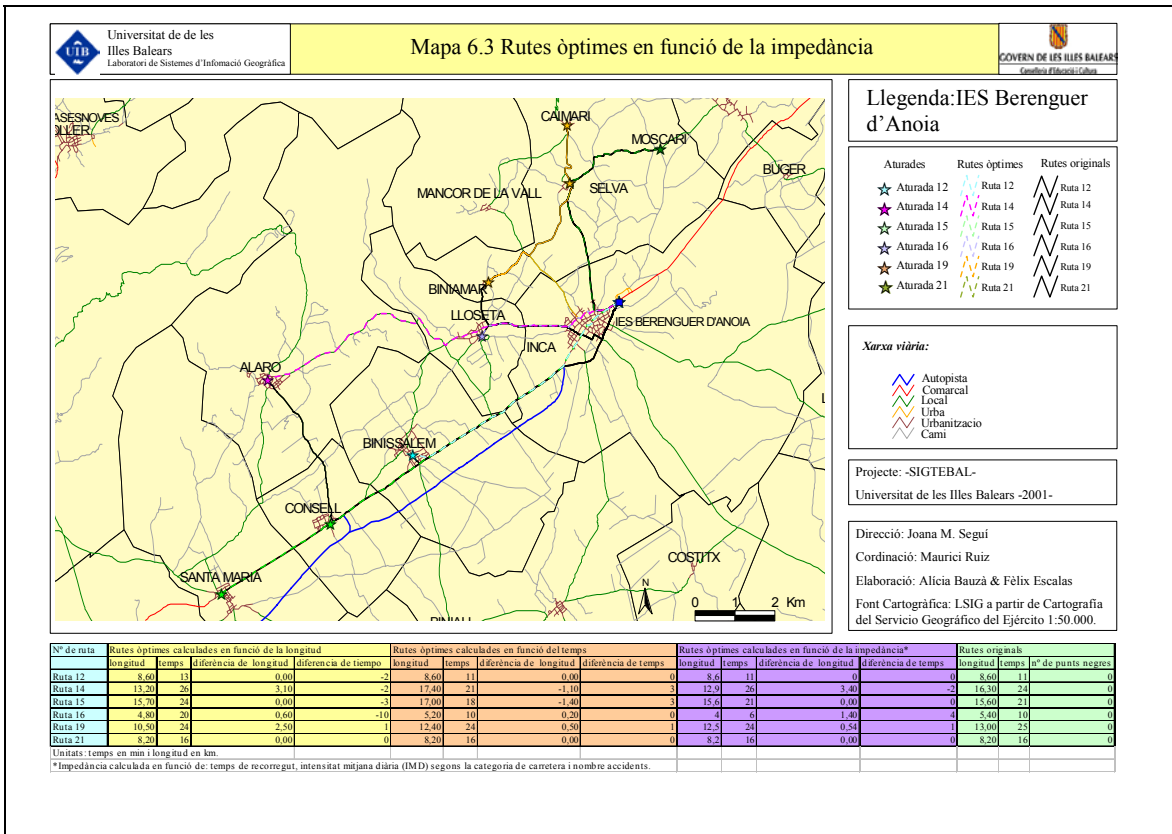 Universitat de de les
Illes Balears
Laboratori de Sistemes d'Infomació Geogràfica
UIB
Mapa 6.3 Rutes òptimes en funció de la impedància
GOVERN DE LES ILLES BALEARS
Conselleria d'Educació i Cultura
ASESNOVES
OLLER
CAIMARI
MOSCARI
BUGER
SELVA
MANCOR DE LA VALL
BINIAMAR
LLOSETA
IES BERENGUER D'ANOIA
INCA
ALARO
BINISSALEM
CONSELL
COSTITX
SANTA MARIA
N
0 1 2 Km
Llegenda:IES Berenguer
d'Anoia
Aturades Rutes òptimes Rutes originals
Aturada 12 Ruta 12 Ruta 12
Aturada 14 Ruta 14 Ruta 14
Aturada 15 Ruta 15 Ruta 15
Aturada 16 Ruta 16 Ruta 16
Aturada 19 Ruta 19 Ruta 19
Aturada 21 Ruta 21 Ruta 21
Xarxa viària:
Autopista
Comarcal
Local
Urba
Urbanitzacio
Cami
Projecte: -SIGTEBAL-
Universitat de les Illes Balears -2001-
Direcció: Joana M. Seguí
Cordinació: Maurici Ruiz
Elaboració: Alícia Bauzà & Fèlix Escalas
Font Cartogràfica: LSIG a partir de Cartografía
del Servicio Geográfico del Ejército 1:50.000.
Nº de ruta Rutes òptimes calculades en funció de la longitud Rutes òptimes calculades en funció del temps Rutes òptimes calculades en funció de la impedància* Rutes originals
longitud temps diferència de longitud diferencia de tiempo longitud temps diferència de longitud diferència de temps longitud temps diferència de longitud diferència de temps longitud temps nº de punts negres
Ruta 12 8,60 13 0,00 -2 8,60 11 0,00 0 8,6 11 0 0 8,60 11 0
Ruta 14 13,20 26 3,10 -2 17,40 21 -1,10 3 12,9 26 3,40 -2 16,30 24 0
Ruta 15 15,70 24 0,00 -3 17,00 18 -1,40 3 15,6 21 0,00 0 15,60 21 0
Ruta 16 4,80 20 0,60 -10 5,20 10 0,20 0 4 6 1,40 4 5,40 10 0
Ruta 19 10,50 24 2,50 1 12,40 24 0,50 1 12,5 24 0,54 1 13,00 25 0
Ruta 21 8,20 16 0,00 0 8,20 16 0,00 0 8,2 16 0,00 0 8,20 16 0
Unitats: temps en min i longitud en km.
*Impedància calculada en funció de: temps de recorregut, intensitat mitjana diària (IMD) segons la categoria de carretera i nombre accidents.